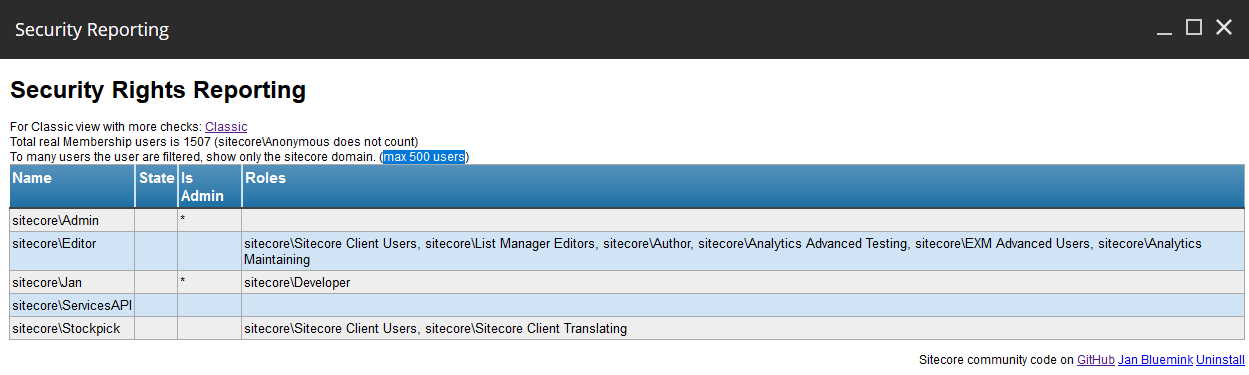 Security Reporting
Security Rights Reporting
For Classic view with more checks: Classic
Total real Membership users is 1507 (sitecore\Anonymous does not count)
To many users the user are filtered, show only the sitecore domain. (max 500 users)
Name State Is Admin Roles
sitecore\Admin *
sitecore\Editor sitecore\Sitecore Client Users, sitecore\List Manager Editors, sitecore\Author, sitecore\Analytics Advanced Testing, sitecore\EXM Advanced Users, sitecore\Analytics
Maintaining
sitecore\Jan * sitecore\Developer
sitecore\ServicesAPI
sitecore\Stockpick sitecore\Sitecore Client Users, sitecore\Sitecore Client Translating
Sitecore community code on GitHub Jan Bluemink Uninstall